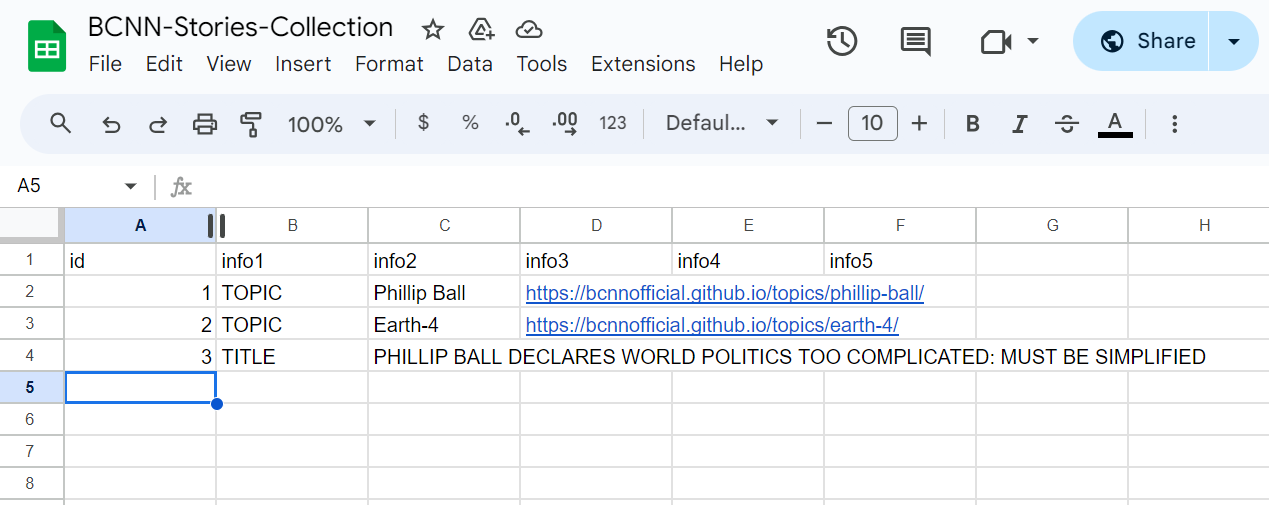 BCNN-Stories-Collection
File Edit View Insert Format Data Tools Extensions Help
Share
100% $ % .0 .00 123 Defaul... 10 B I S A
A5 fx
A B C D E F G H
1 id info1 info2 info3 info4 info5
2 1 TOPIC Phillip Ball https://bcnnofficial.github.io/topics/phillip-ball/
3 2 TOPIC Earth-4 https://bcnnofficial.github.io/topics/earth-4/
4 3 TITLE PHILLIP BALL DECLARES WORLD POLITICS TOO COMPLICATED: MUST BE SIMPLIFIED
5
6
7
8